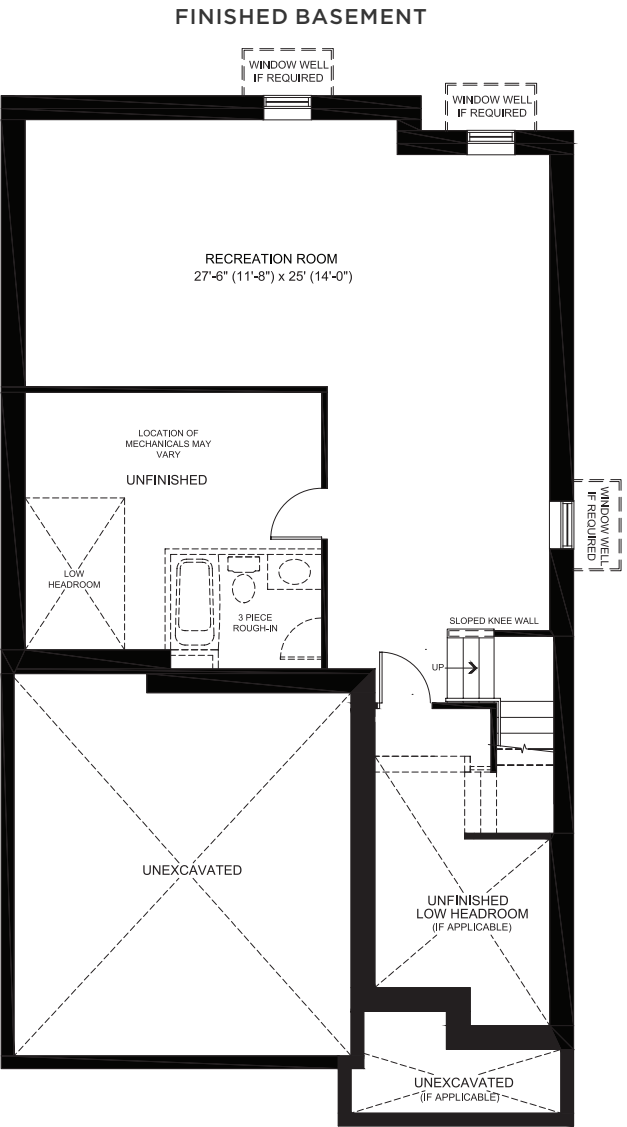 FINISHED BASEMENT
WINDOW WELL
IF REQUIRED
WINDOW WELL
IF REQUIRED
RECREATION ROOM
27'-6" (11'-8") x 25' (14'-0")
LOCATION OF
MECHANICALS MAY
VARY
UNFINISHED
WINDOW WELL
IF REQUIRED
LOW
HEADROOM
3 PIECE
ROUGH-IN
SLOPED KNEE WALL
UP
UNEXCAVATED
UNFINISHED
LOW HEADROOM
(IF APPLICABLE)
UNEXCAVATED
(IF APPLICABLE)